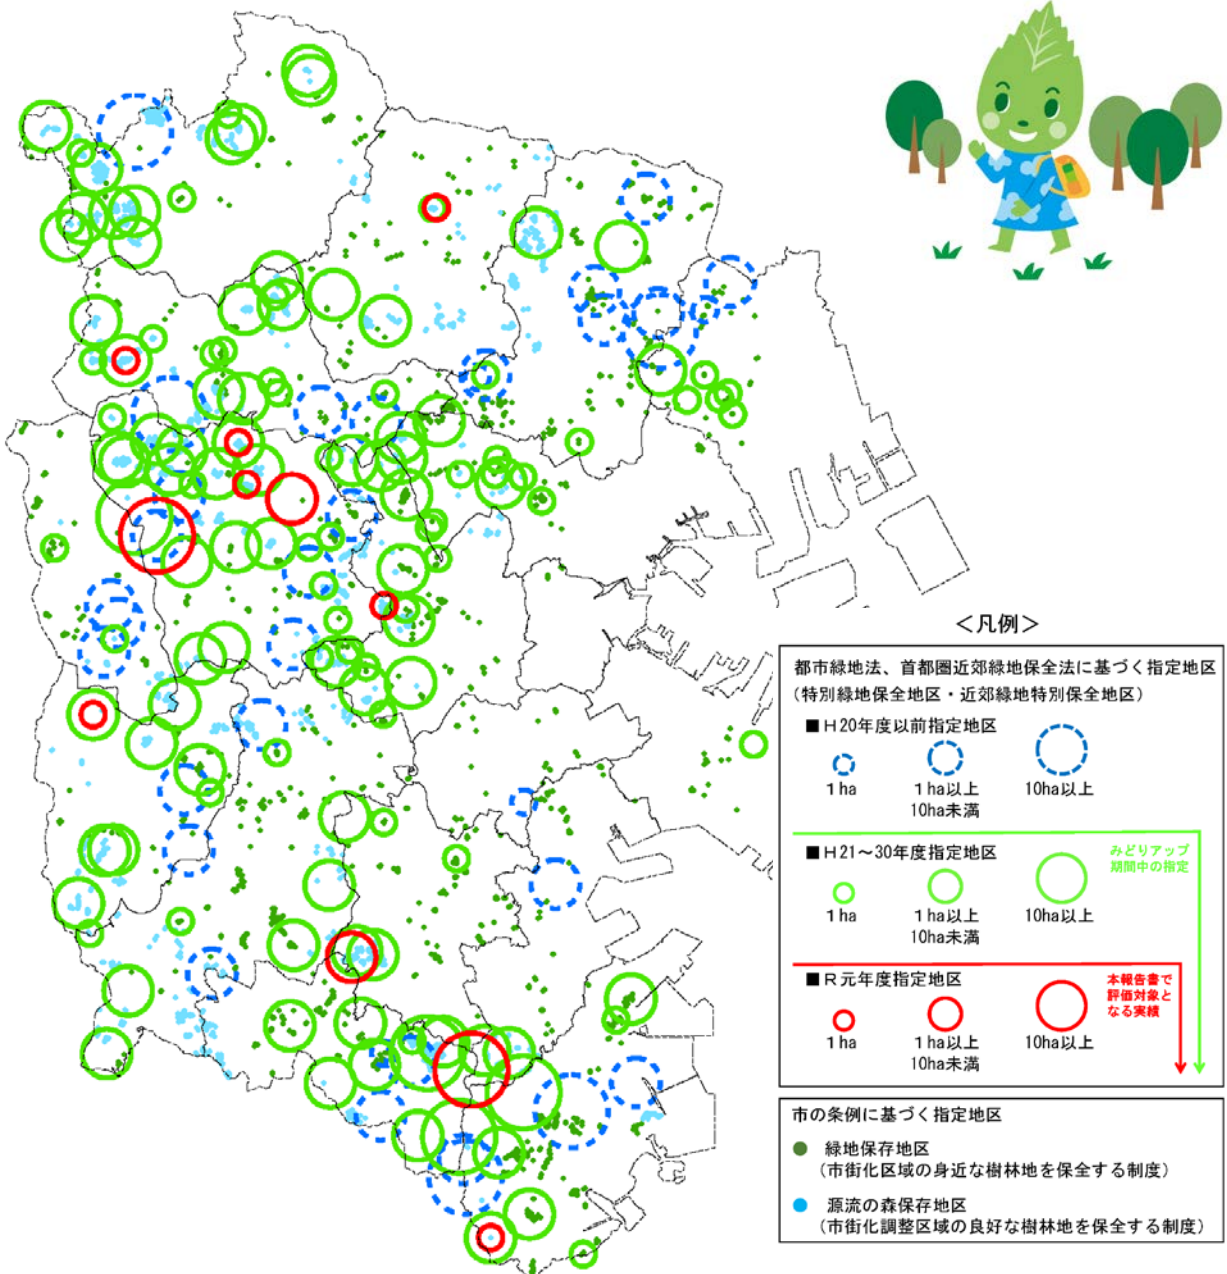 ＜凡例＞
都市緑地法、首都圏近郊緑地保全法に基づく指定地区
（特別緑地保全地区・近郊緑地特別保全地区）
■H20年度以前指定地区
1ha
1ha以上
10ha未満
10ha以上
■H21～30年度指定地区
みどりアップ
期間中の指定
1ha
1ha以上
10ha未満
10ha以上
■R元年度指定地区
本報告書で
評価対象と
なる実績
1ha
1ha以上
10ha未満
10ha以上
市の条例に基づく指定地区
緑地保存地区
（市街化区域の身近な樹林地を保全する制度）
源流の森保存地区
（市街化調整区域の良好な樹林地を保全する制度）